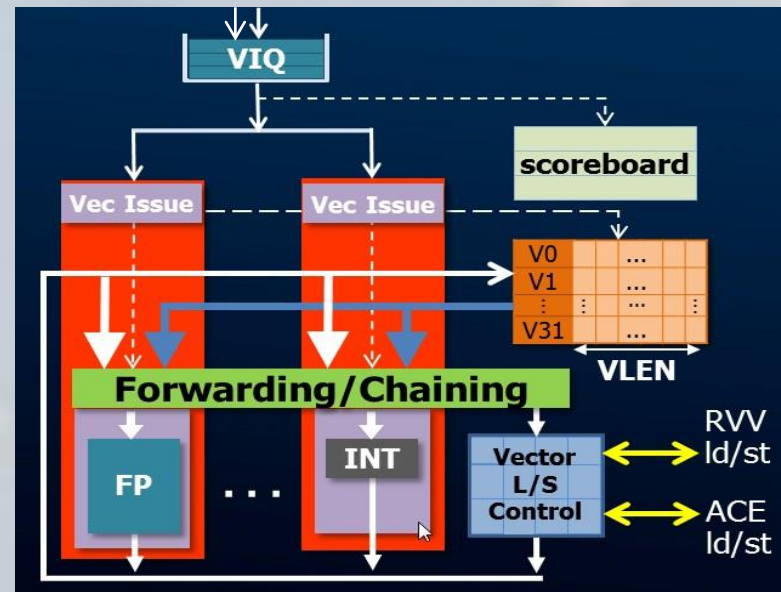 VIQ
scoreboard
Vec Issue
Vec Issue
V0 ...
V1 ...
⋮ ⋮ ... ⋮
V31 ...
VLEN
Forwarding/Chaining
FP
...
INT
Vector
L/S
Control
RVV
ld/st
ACE
ld/st